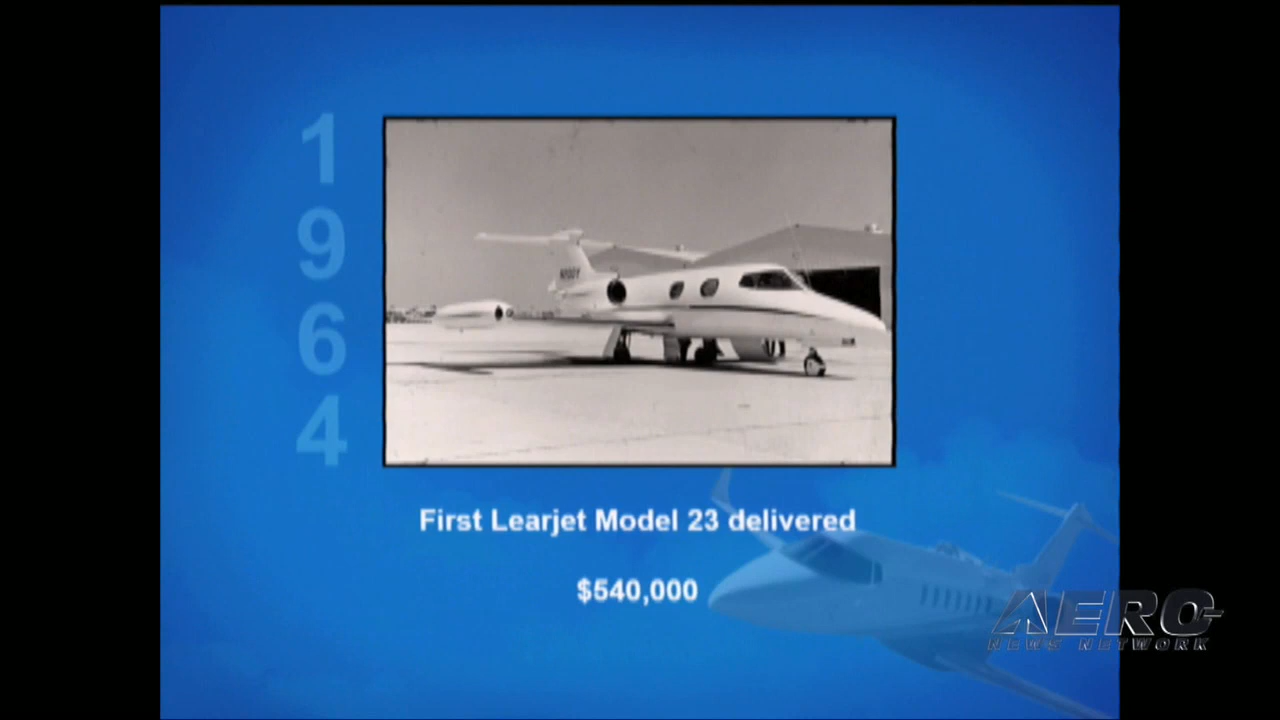 1
9
6
4
First Learjet Model 23 delivered
$540,000
AERO
NEWS NETWORK